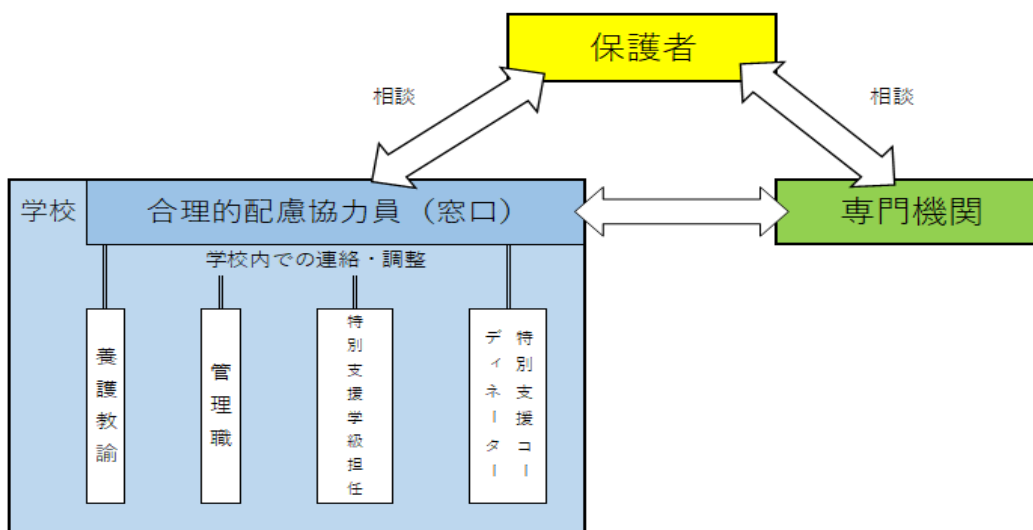 保護者
相談
相談
学校
合理的配慮協力員（窓口）
専門機関
学校内での連絡・調整
養護教諭
管理職
特別支援学級担任
特別支援コー
ディネーター